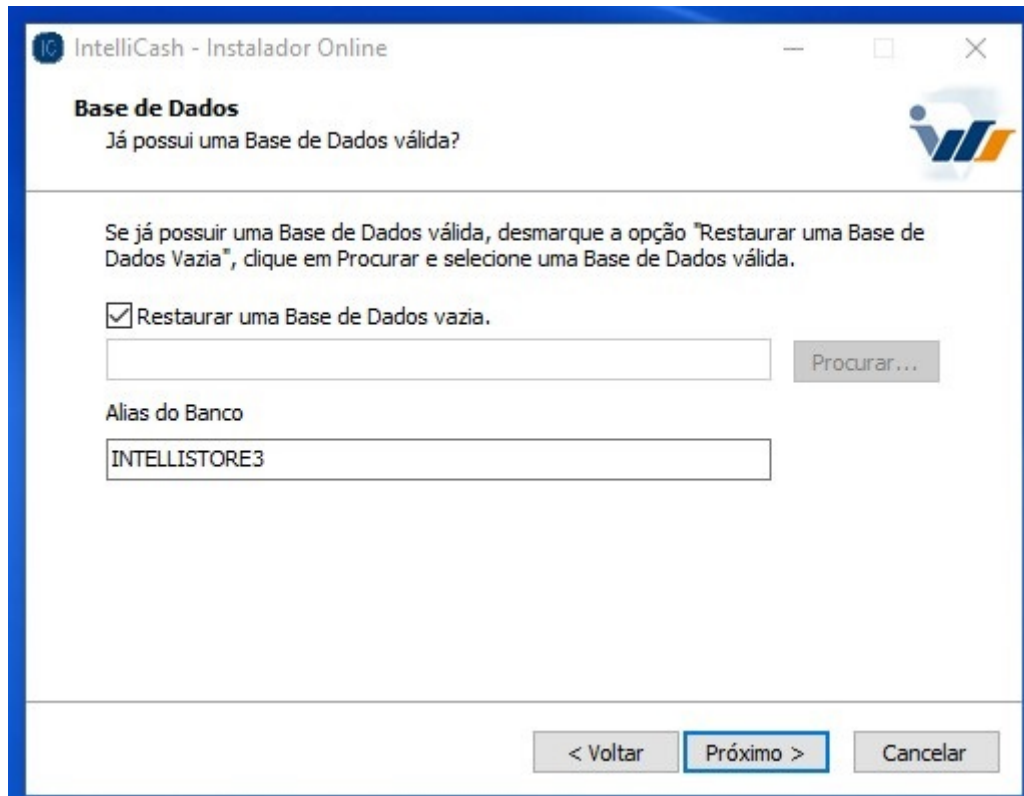 IC IntelliCash - Instalador Online
Base de Dados
Já possui uma Base de Dados válida?
Se já possuir uma Base de Dados válida, desmarque a opção "Restaurar uma Base de
Dados Vazia", clique em Procurar e selecione uma Base de Dados válida.
Restaurar uma Base de Dados vazia.
Procurar...
Alias do Banco
INTELLISTORE3
< Voltar
Próximo >
Cancelar